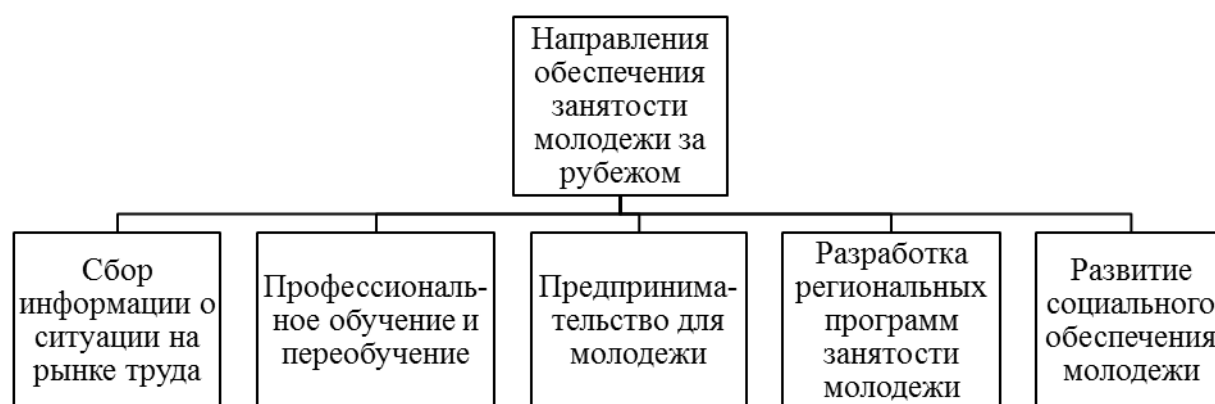 Направления
обеспечения
занятости
молодежи за
рубежом
Сбор
информации о
ситуации на
рынке труда
Профессиональ-
ное обучение и
переобучение
Предпринима-
тельство для
молодежи
Разработка
региональных
программ
занятости
молодежи
Развитие
социального
обеспечения
молодежи